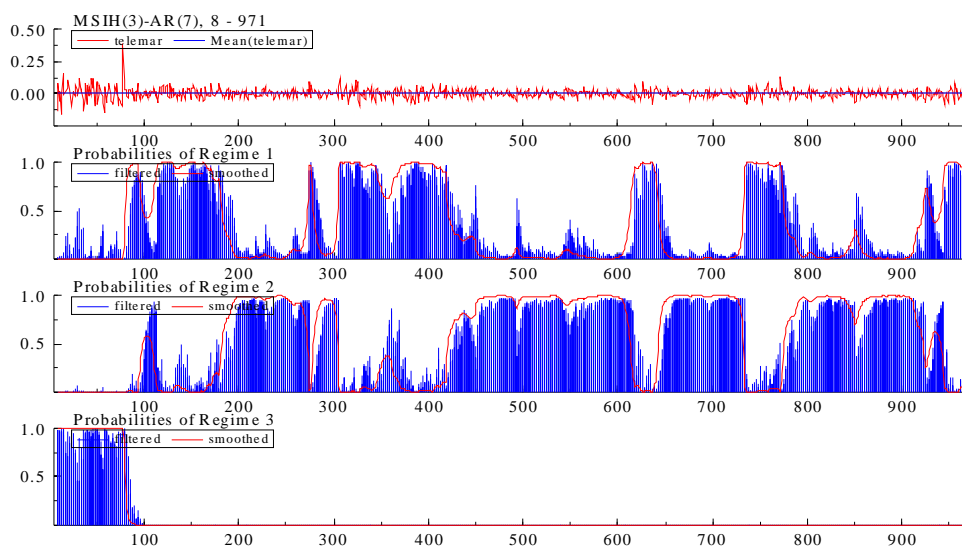 MSIH(3)-AR(7), 8 - 971
0.50
telemar Mean(telemar)
0.25
0.00
100 200 300 400 500 600 700 800 900
Probabilities of Regime 1
1.0
filtered smoothed
0.5
100 200 300 400 500 600 700 800 900
Probabilities of Regime 2
1.0
filtered smoothed
0.5
100 200 300 400 500 600 700 800 900
Probabilities of Regime 3
1.0
filtered smoothed
0.5
100 200 300 400 500 600 700 800 900